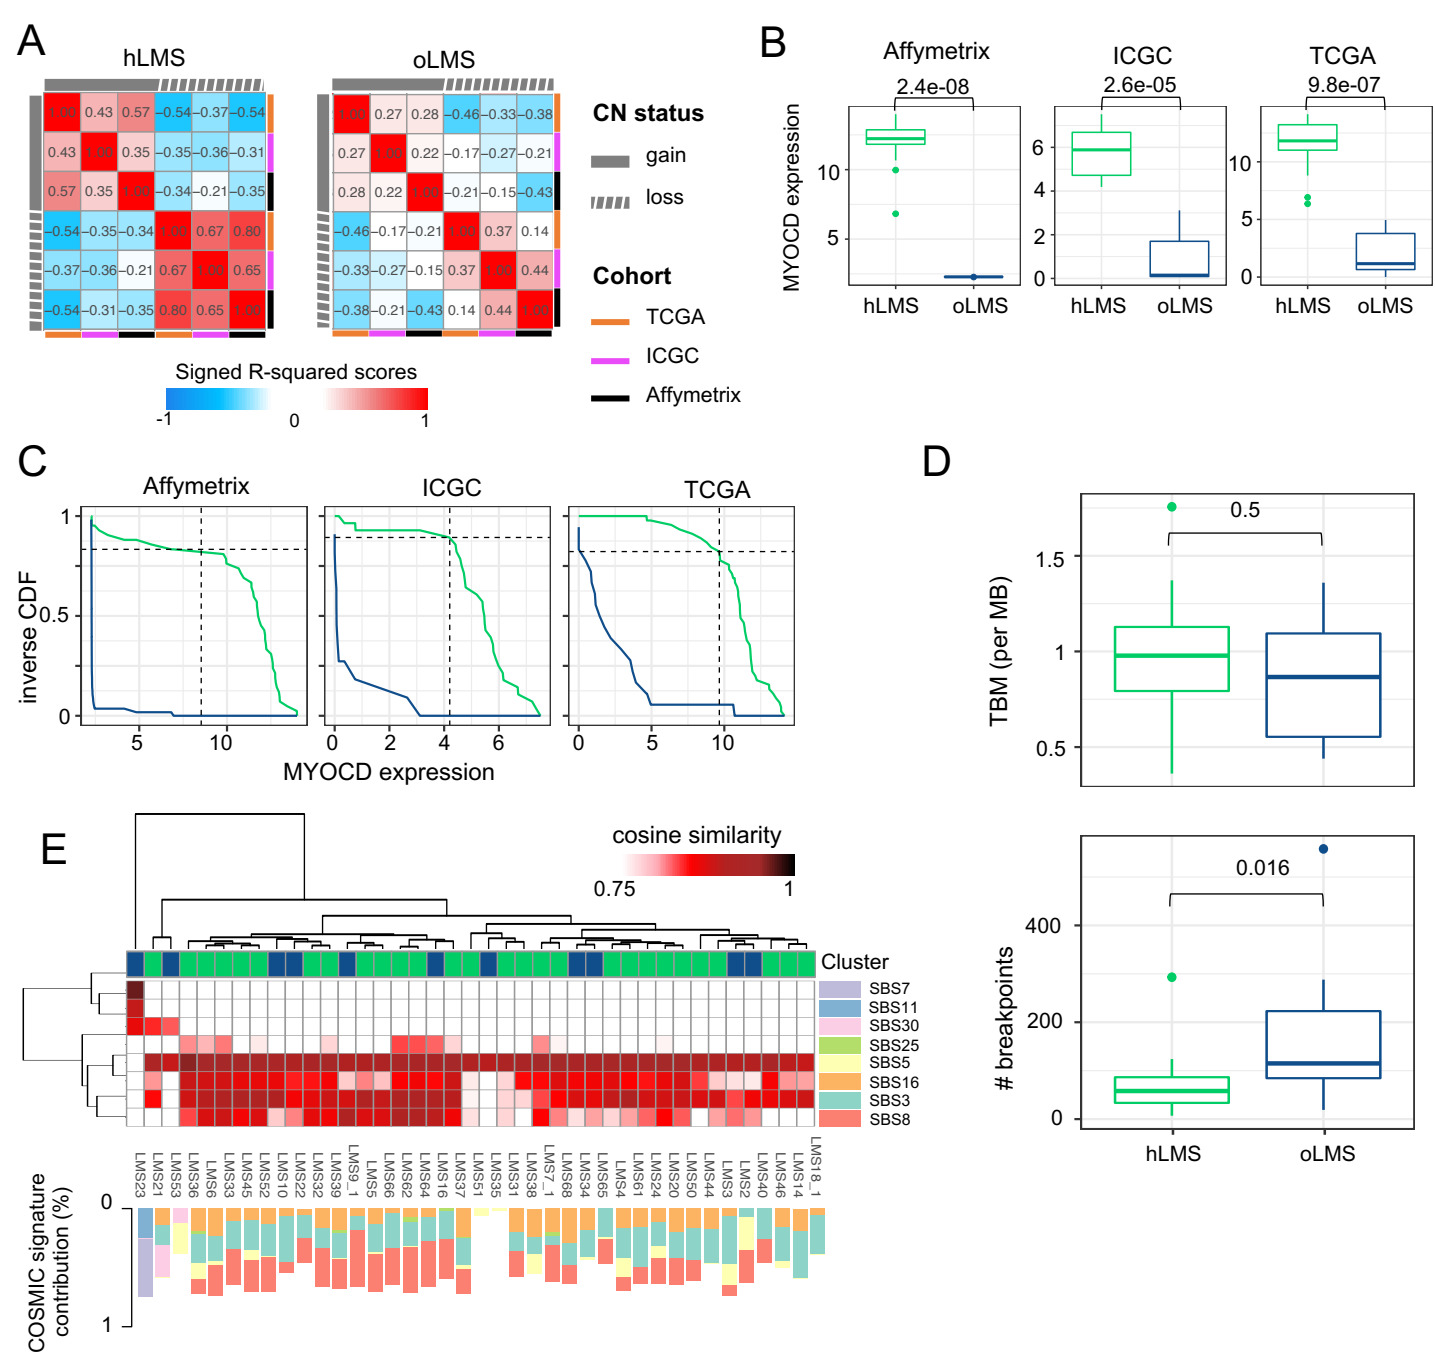 A
hLMS
oLMS
1.00 0.43 0.57 −0.54 −0.37 −0.54
0.43 1.00 0.35 −0.35 −0.36 −0.31
0.57 0.35 1.00 −0.34 −0.21 −0.35
−0.54 −0.35 −0.34 1.00 0.67 0.80
−0.37 −0.36 −0.21 0.67 1.00 0.65
−0.54 −0.31 −0.35 0.80 0.65 1.00
1.00 0.27 0.28 −0.46 −0.33 −0.38
0.27 1.00 0.22 −0.17 −0.27 −0.21
0.28 0.22 1.00 −0.21 −0.15 −0.43
−0.46 −0.17 −0.21 1.00 0.37 0.14
−0.33 −0.27 −0.15 0.37 1.00 0.44
−0.38 −0.21 −0.43 0.14 0.44 1.00
Signed R-squared scores
-1 0 1
CN status
gain
loss
Cohort
TCGA
ICGC
Affymetrix
B
Affymetrix
2.4e-08
MYOCD expression
10
5
hLMS oLMS
ICGC
2.6e-05
6
4
2
0
hLMS oLMS
TCGA
9.8e-07
10
5
0
hLMS oLMS
C
Affymetrix
ICGC
TCGA
inverse CDF
1
0.5
0
5 10
0 2 4 6
0 5 10
MYOCD expression
D
TBM (per MB)
0.5
1.5
1
0.5
# breakpoints
0.016
400
200
0
hLMS oLMS
E
cosine similarity
0.75 1
Cluster
SBS7
SBS11
SBS30
SBS25
SBS5
SBS16
SBS3
SBS8
LMS23
LMS21
LMS53
LMS36
LMS6
LMS33
LMS45
LMS52
LMS10
LMS22
LMS32
LMS39
LMS9_1
LMS5
LMS66
LMS62
LMS64
LMS16
LMS37
LMS51
LMS35
LMS31
LMS38
LMS7_1
LMS68
LMS34
LMS65
LMS4
LMS61
LMS24
LMS20
LMS50
LMS44
LMS3
LMS2
LMS40
LMS46
LMS14
LMS18_1
COSMIC signature
contribution (%)
0
1